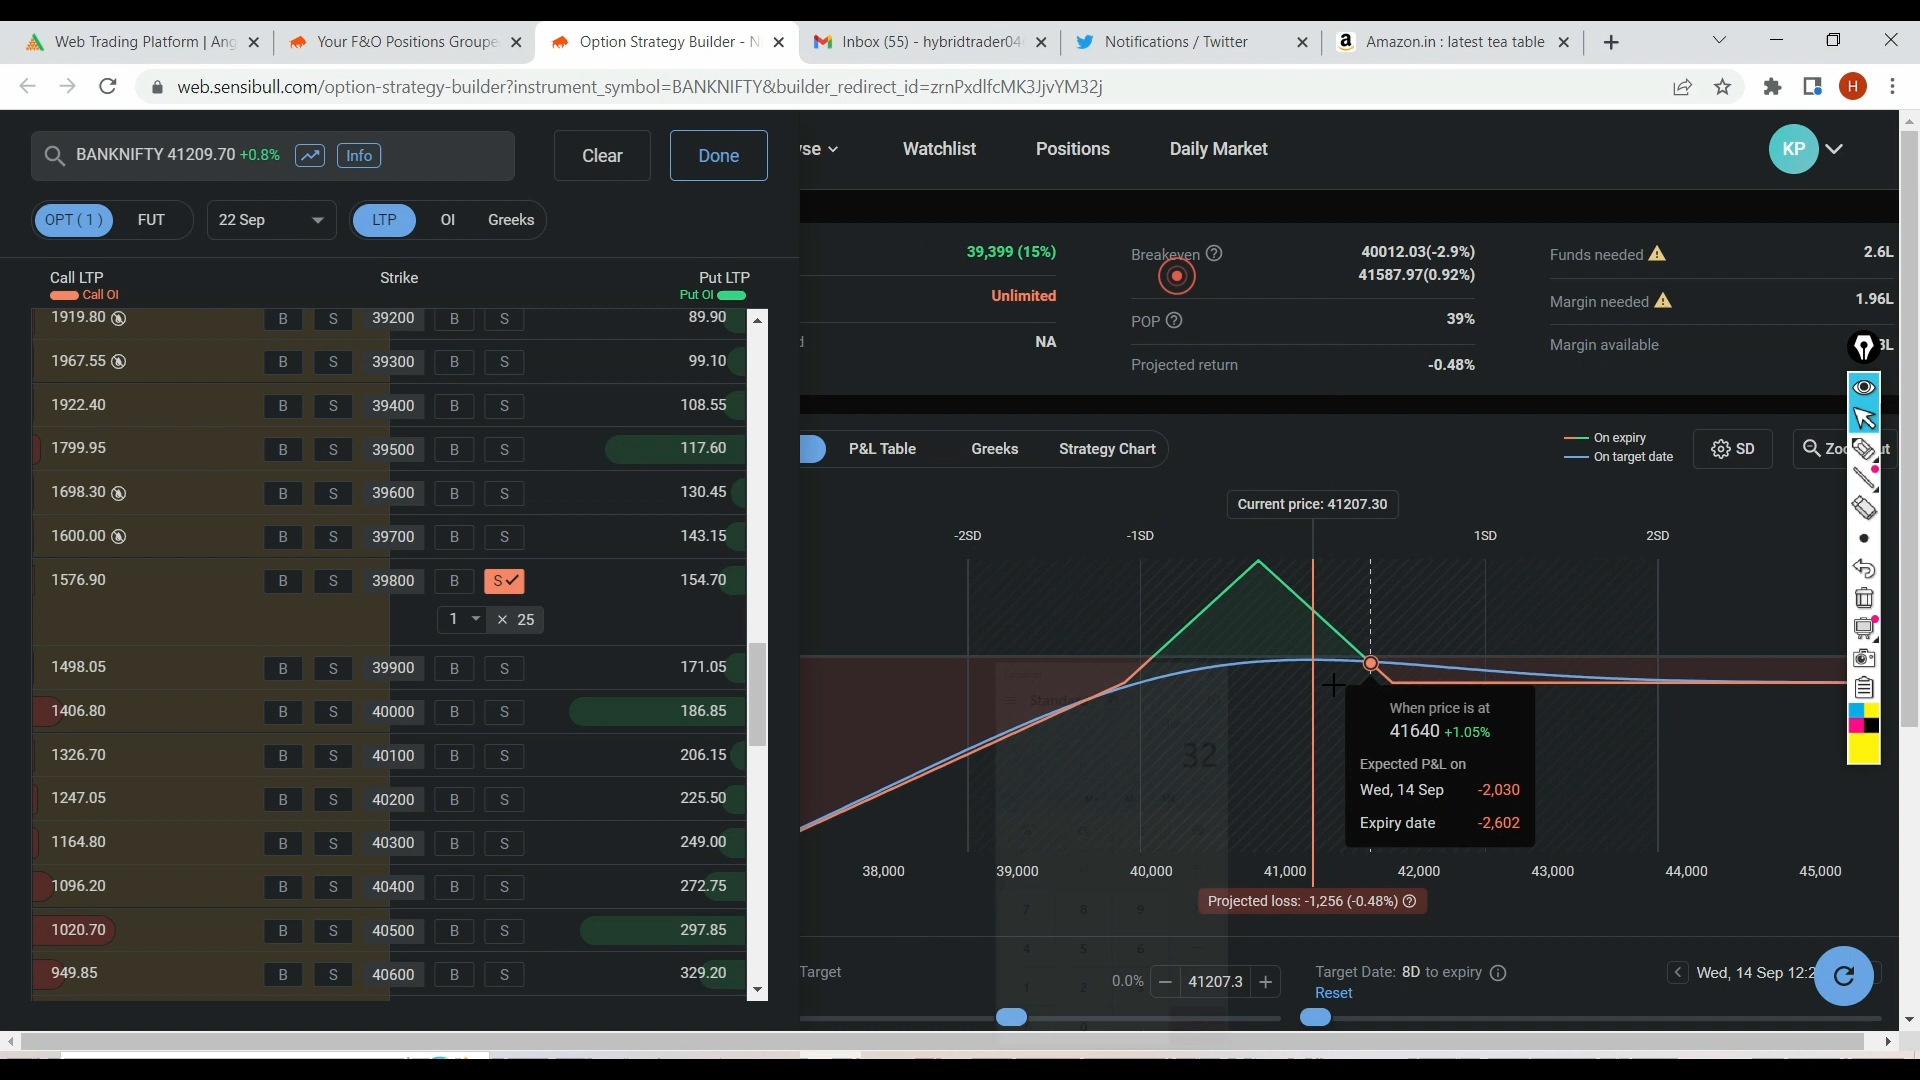 Web Trading Platform | Ang
Your F&O Positions Groupe
Option Strategy Builder - N
Inbox (55) - hybridtrader04
Notifications / Twitter
Amazon.in : latest tea table
web.sensibull.com/option-strategy-builder?instrument_symbol=BANKNIFTY&builder_redirect_id=zrnPxdlfcMK3JjvYM32j
H
BANKNIFTY 41209.70 +0.8% Info
Clear
Done
se
Watchlist
Positions
Daily Market
KP
OPT ( 1 ) FUT
22 Sep
LTP OI Greeks
Call LTP Strike Put LTP
Call OI Put OI
1919.80 B S 39200 B S 89.90
1967.55 B S 39300 B S 99.10
1922.40 B S 39400 B S 108.55
1799.95 B S 39500 B S 117.60
1698.30 B S 39600 B S 130.45
1600.00 B S 39700 B S 143.15
1576.90 B S 39800 B S 154.70
1 × 25
1498.05 B S 39900 B S 171.05
1406.80 B S 40000 B S 186.85
1326.70 B S 40100 B S 206.15
1247.05 B S 40200 B S 225.50
1164.80 B S 40300 B S 249.00
1096.20 B S 40400 B S 272.75
1020.70 B S 40500 B S 297.85
949.85 B S 40600 B S 329.20
39,399 (15%)
Unlimited
NA
Breakeven 40012.03(-2.9%)
41587.97(0.92%)
POP 39%
Projected return -0.48%
Funds needed 2.6L
Margin needed 1.96L
Margin available
P&L Table
Greeks
Strategy Chart
On expiry
On target date
SD
Zoo
ut
Current price: 41207.30
-2SD -1SD 1SD 2SD
When price is at
41640 +1.05%
Expected P&L on
Wed, 14 Sep -2,030
Expiry date -2,602
32
38,000 39,000 40,000 41,000 42,000 43,000 44,000 45,000
Projected loss: -1,256 (-0.48%)
Target
0.0% − 41207.3 +
Target Date: 8D to expiry
Reset
Wed, 14 Sep 12:2